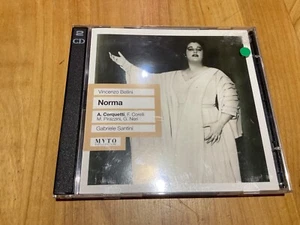 2
CD
Vincenzo Bellini
Norma
A. Cerquetti, F. Corelli
M. Pirazzini, G. Neri
Gabriele Santini
MYTO